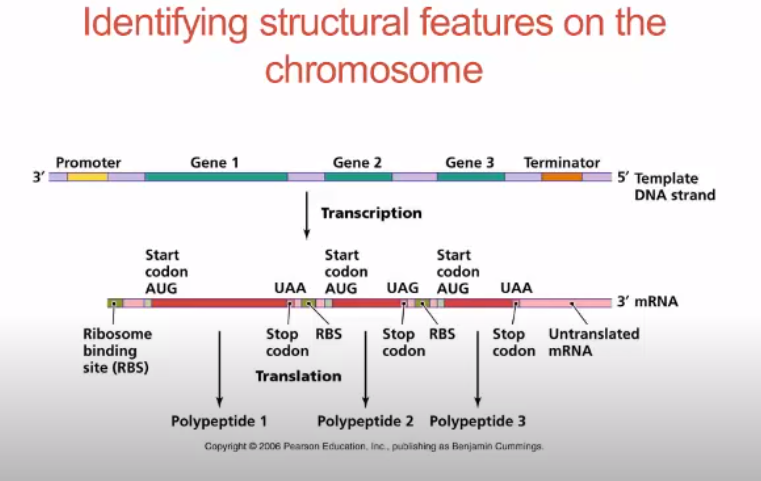 Identifying structural features on the
chromosome
Promoter Gene 1 Gene 2 Gene 3 Terminator
3′ 5′ Template
DNA strand
Transcription
Start Start Start
codon codon codon
AUG UAA AUG UAG AUG UAA
3′ mRNA
Ribosome Stop RBS Stop RBS Stop Untranslated
binding codon codon codon mRNA
site (RBS)
Translation
Polypeptide 1 Polypeptide 2 Polypeptide 3
Copyright © 2006 Pearson Education, Inc., publishing as Benjamin Cummings.